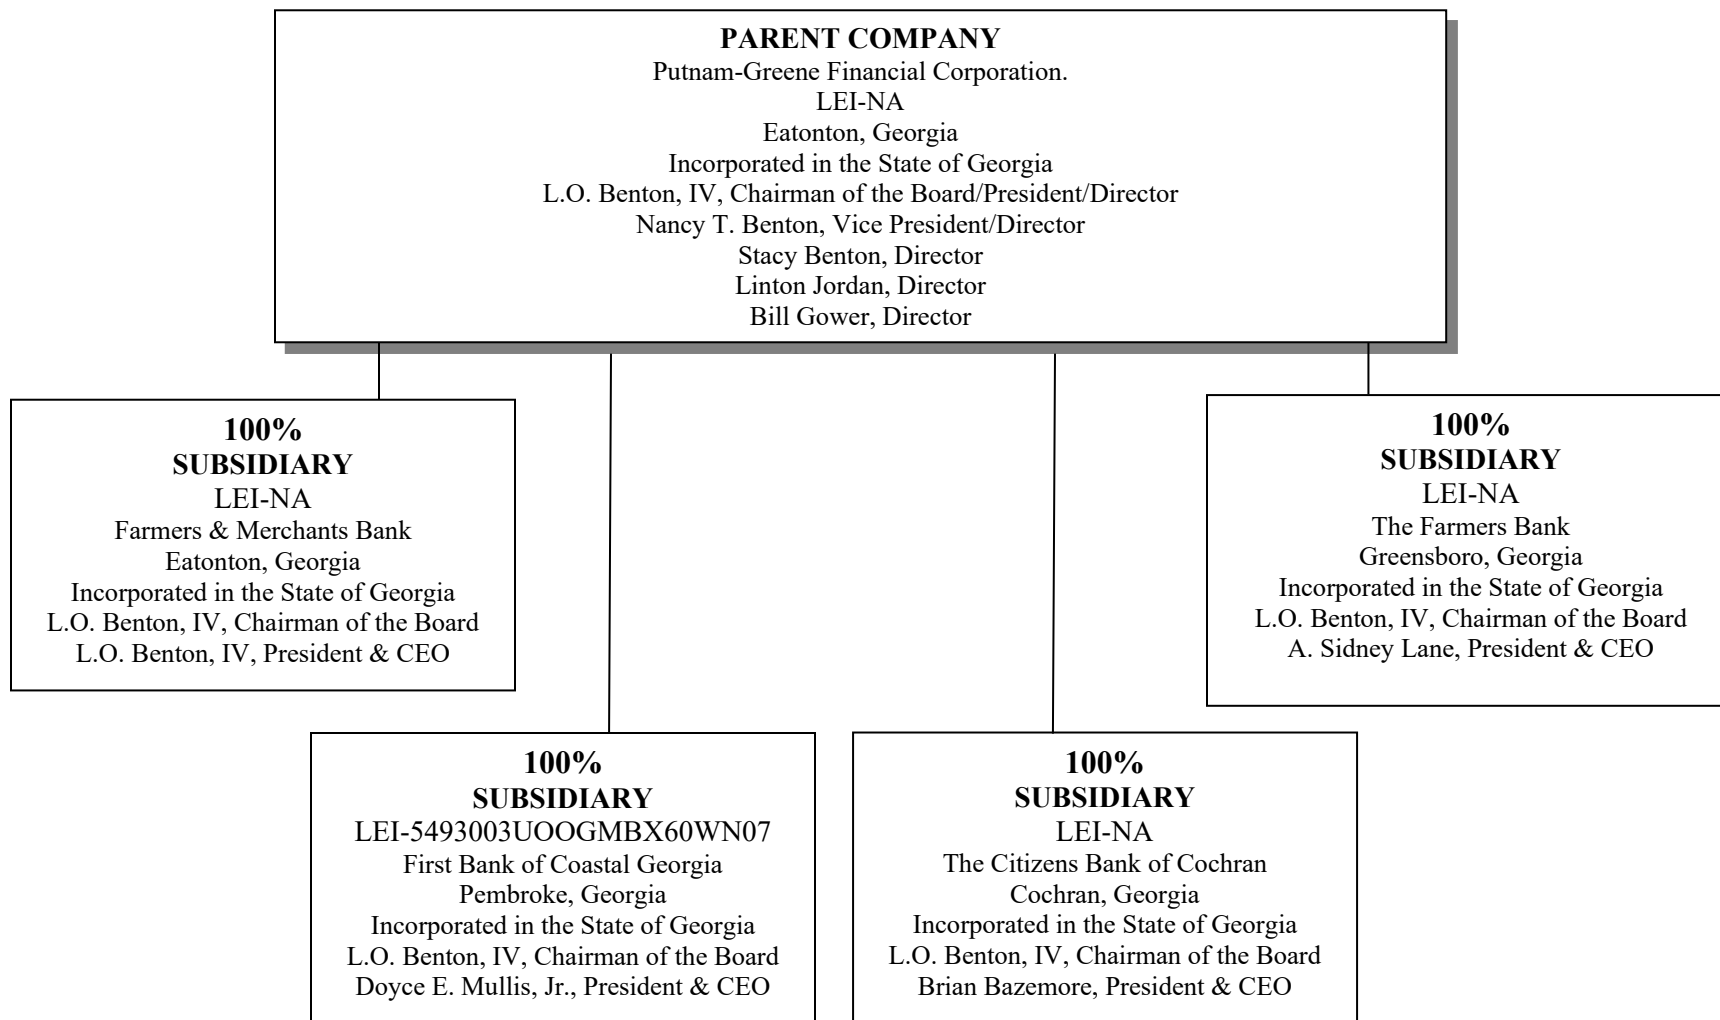 PARENT COMPANY
Putnam-Greene Financial Corporation.
LEI-NA
Eatonton, Georgia
Incorporated in the State of Georgia
L.O. Benton, IV, Chairman of the Board/President/Director
Nancy T. Benton, Vice President/Director
Stacy Benton, Director
Linton Jordan, Director
Bill Gower, Director
100%
SUBSIDIARY
LEI-NA
Farmers & Merchants Bank
Eatonton, Georgia
Incorporated in the State of Georgia
L.O. Benton, IV, Chairman of the Board
L.O. Benton, IV, President & CEO
100%
SUBSIDIARY
LEI-NA
The Farmers Bank
Greensboro, Georgia
Incorporated in the State of Georgia
L.O. Benton, IV, Chairman of the Board
A. Sidney Lane, President & CEO
100%
SUBSIDIARY
LEI-5493003UOOGMBX60WN07
First Bank of Coastal Georgia
Pembroke, Georgia
Incorporated in the State of Georgia
L.O. Benton, IV, Chairman of the Board
Doyce E. Mullis, Jr., President & CEO
100%
SUBSIDIARY
LEI-NA
The Citizens Bank of Cochran
Cochran, Georgia
Incorporated in the State of Georgia
L.O. Benton, IV, Chairman of the Board
Brian Bazemore, President & CEO